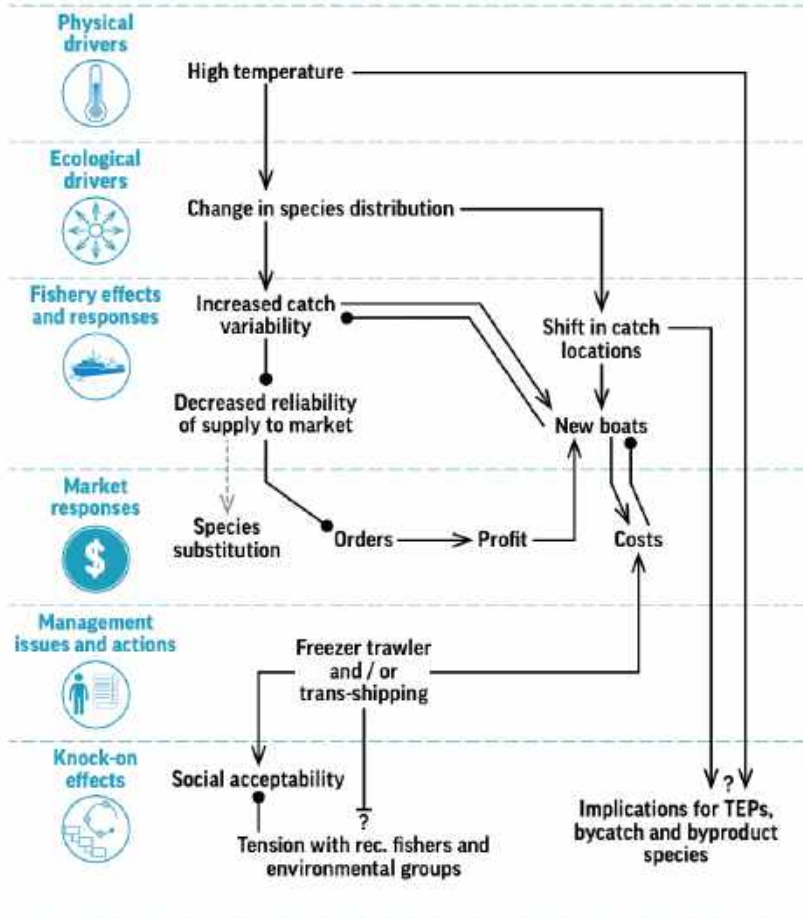 Physical
drivers
High temperature
Ecological
drivers
Change in species distribution
Fishery effects
and responses
Increased catch
variability
Shift in catch
locations
Decreased reliability
of supply to market
New boats
Market
responses
$
Species
substitution
Orders
Profit
Costs
Management
issues and actions
Freezer trawler
and / or
trans-shipping
Knock-on
effects
Social acceptability
?
Tension with rec. fishers and
environmental groups
?
Implications for TEPs,
bycatch and byproduct
species